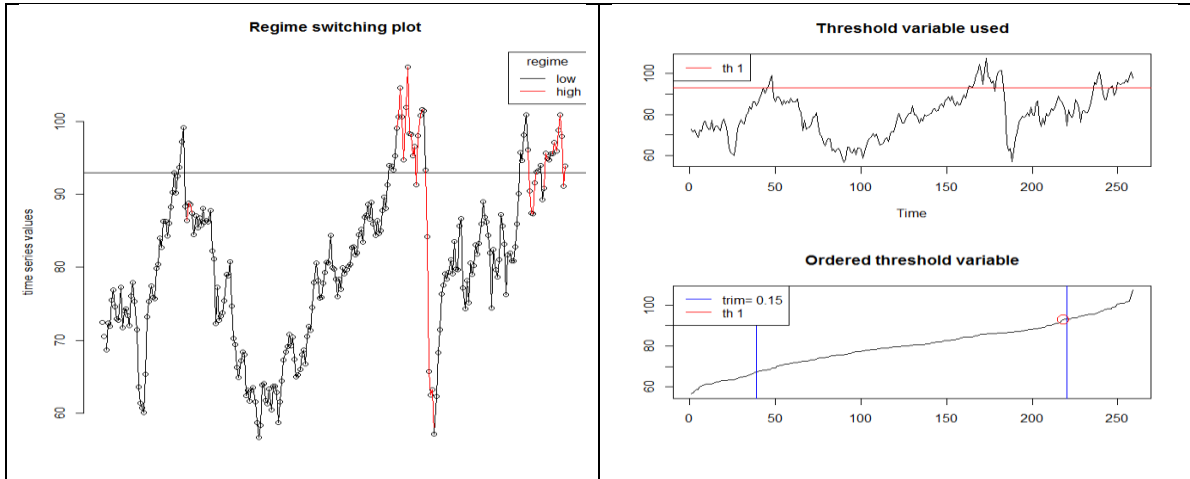 Regime switching plot
regime
low
high
time series values
100
90
80
70
60
Threshold variable used
th 1
100
80
60
0
50
100
150
200
250
Time
Ordered threshold variable
trim= 0.15
th 1
100
80
60
0
50
100
150
200
250